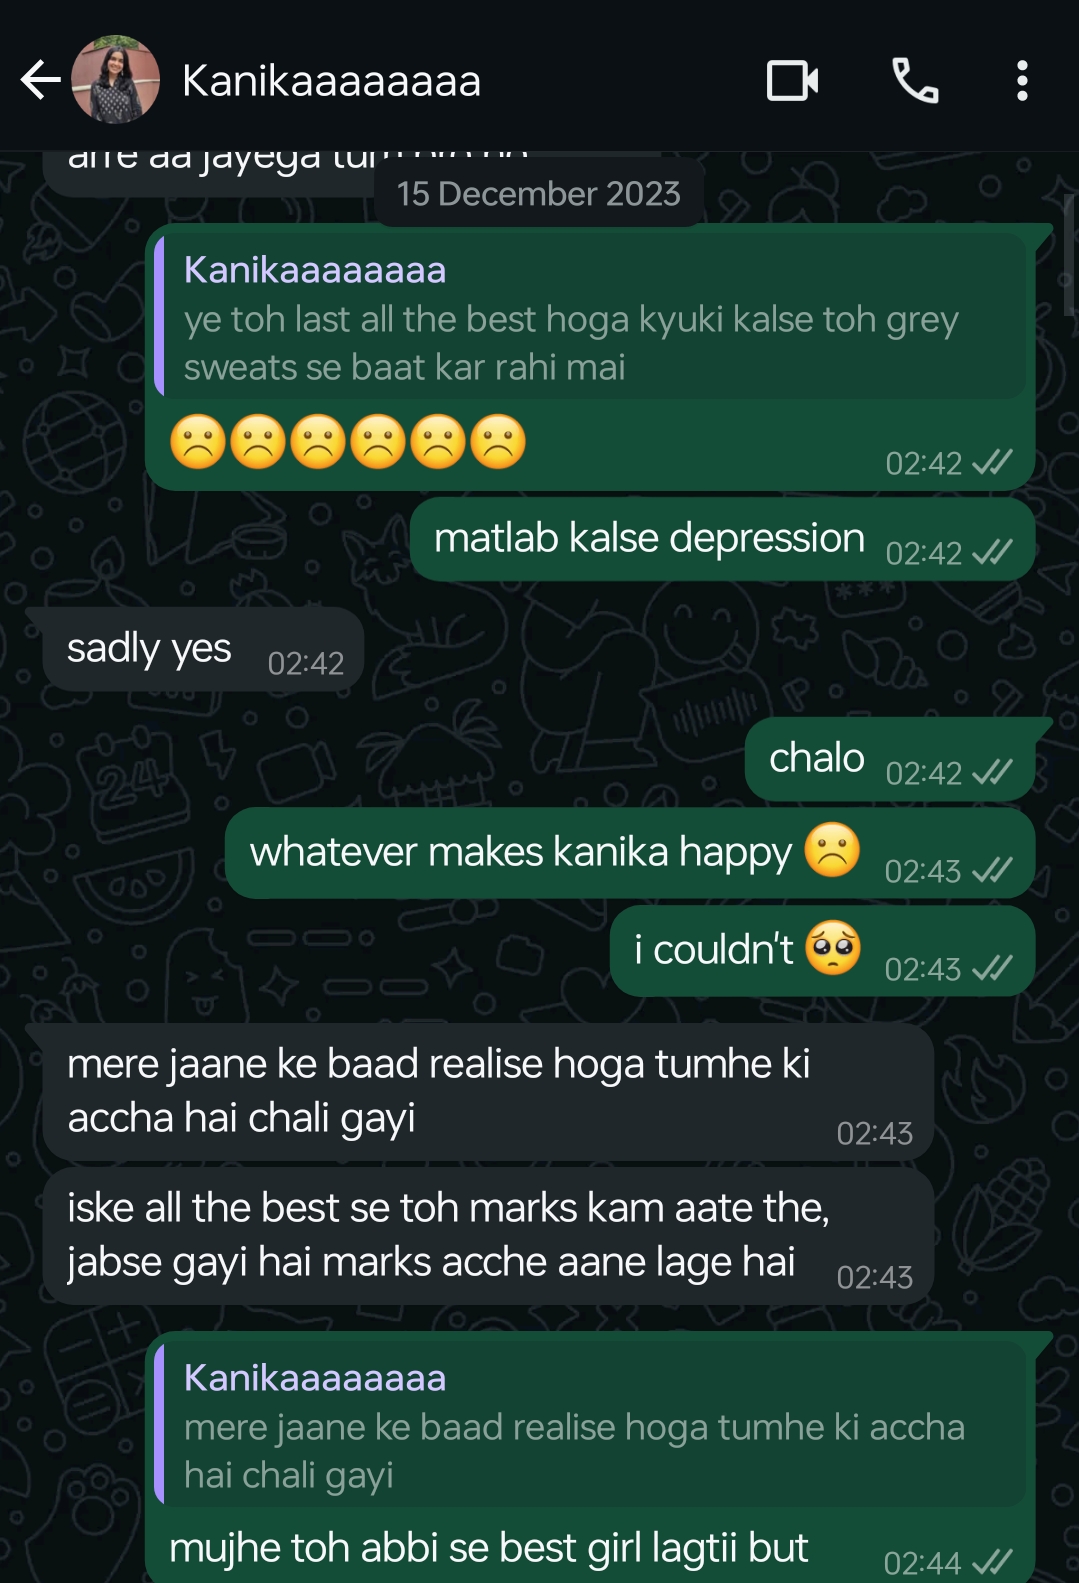 Kanikaaaaaaaa
arre aa jayega tum
15 December 2023
Kanikaaaaaaaa
ye toh last all the best hoga kyuki kalse toh grey
sweats se baat kar rahi mai
☹️☹️☹️☹️☹️☹️
02:42
matlab kalse depression 02:42
sadly yes 02:42
chalo 02:42
whatever makes kanika happy ☹️ 02:43
i couldn't 🥺 02:43
mere jaane ke baad realise hoga tumhe ki
accha hai chali gayi
02:43
iske all the best se toh marks kam aate the,
jabse gayi hai marks acche aane lage hai
02:43
Kanikaaaaaaaa
mere jaane ke baad realise hoga tumhe ki accha
hai chali gayi
mujhe toh abbi se best girl lagtii but
02:44